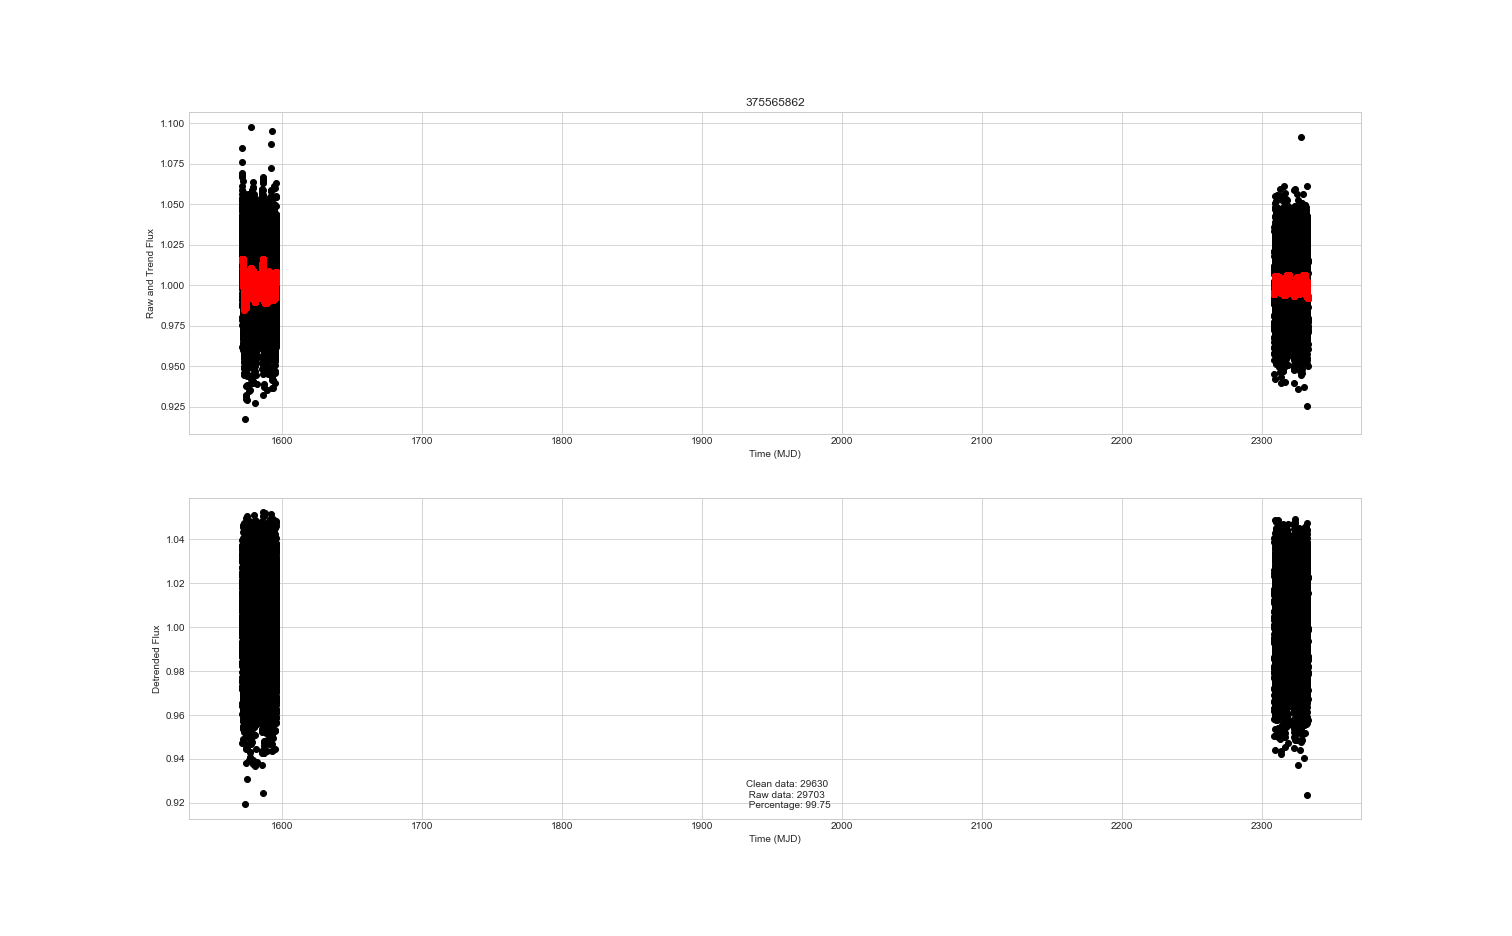 375565862
1.100
1.075
1.050
1.025
1.000
0.975
0.950
0.925
Raw and Trend Flux
1600 1700 1800 1900 2000 2100 2200 2300
Time (MJD)
1.04
1.02
1.00
0.98
0.96
0.94
0.92
Detrended Flux
Clean data: 29630
Raw data: 29703
Percentage: 99.75
1600 1700 1800 1900 2000 2100 2200 2300
Time (MJD)